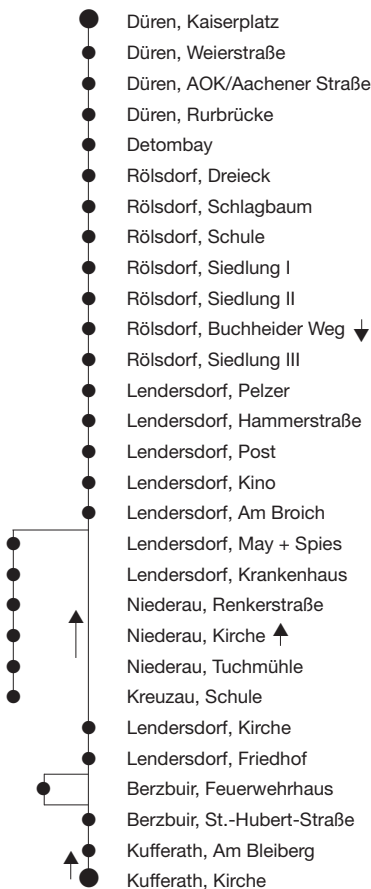 Düren, Kaiserplatz
Düren, Weierstraße
Düren, AOK/Aachener Straße
Düren, Rurbrücke
Detombay
Rölsdorf, Dreieck
Rölsdorf, Schlagbaum
Rölsdorf, Schule
Rölsdorf, Siedlung I
Rölsdorf, Siedlung II
Rölsdorf, Buchheider Weg
Rölsdorf, Siedlung III
Lendersdorf, Pelzer
Lendersdorf, Hammerstraße
Lendersdorf, Post
Lendersdorf, Kino
Lendersdorf, Am Broich
Lendersdorf, May + Spies
Lendersdorf, Krankenhaus
Niederau, Renkerstraße
Niederau, Kirche
Niederau, Tuchmühle
Kreuzau, Schule
Lendersdorf, Kirche
Lendersdorf, Friedhof
Berzbuir, Feuerwehrhaus
Berzbuir, St.-Hubert-Straße
Kufferath, Am Bleiberg
Kufferath, Kirche